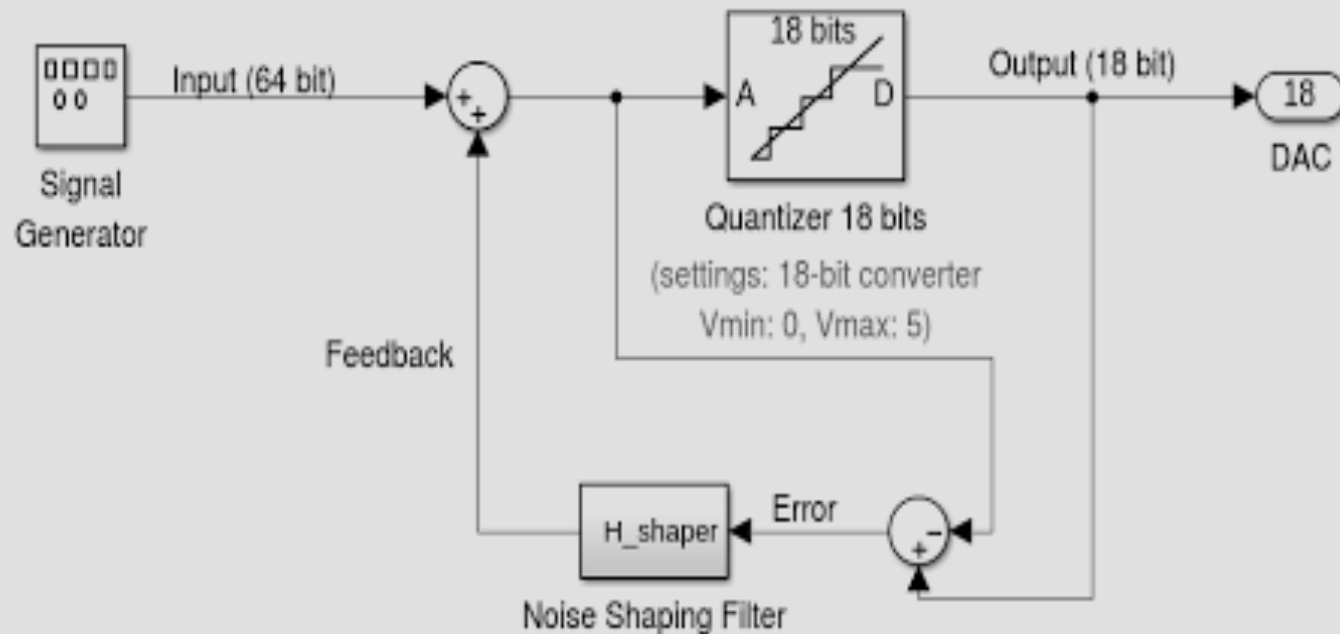 18 bits
Input (64 bit)
Output (18 bit)
+
+
A
D
18
DAC
Signal
Generator
Quantizer 18 bits
(settings: 18-bit converter
Vmin: 0, Vmax: 5)
Feedback
H_shaper
Error
−
+
Noise Shaping Filter